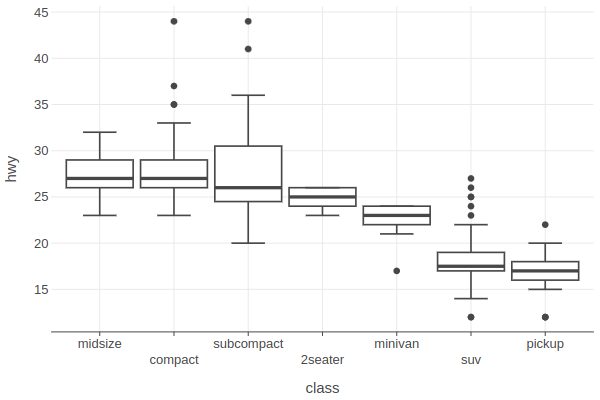 45
40
35
30
25
20
15
hwy
midsize
compact
subcompact
2seater
minivan
suv
pickup
class